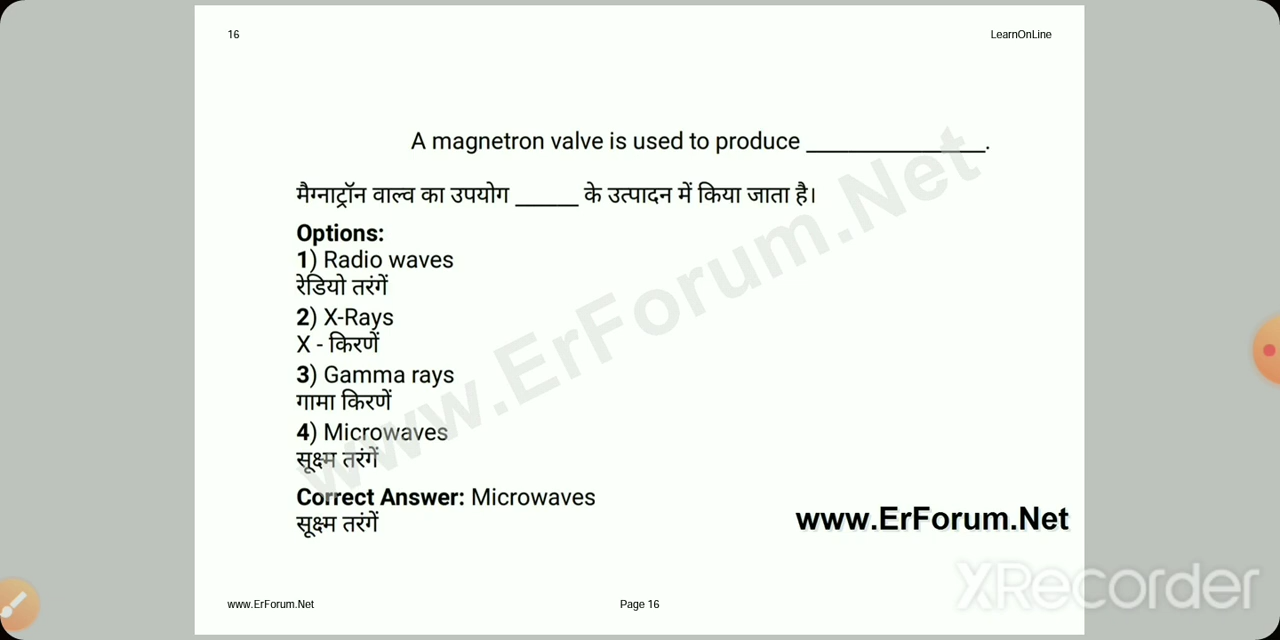 16
LearnOnLine
A magnetron valve is used to produce _______________.
मैग्नाट्रॉन वाल्व का उपयोग ______ के उत्पादन में किया जाता है।
Options:
1) Radio waves
रेडियो तरंगें
2) X-Rays
X - किरणें
3) Gamma rays
गामा किरणें
4) Microwaves
सूक्ष्म तरंगें
Correct Answer: Microwaves
सूक्ष्म तरंगें
www.ErForum.Net
www.ErForum.Net
XRecorder
www.ErForum.Net
Page 16